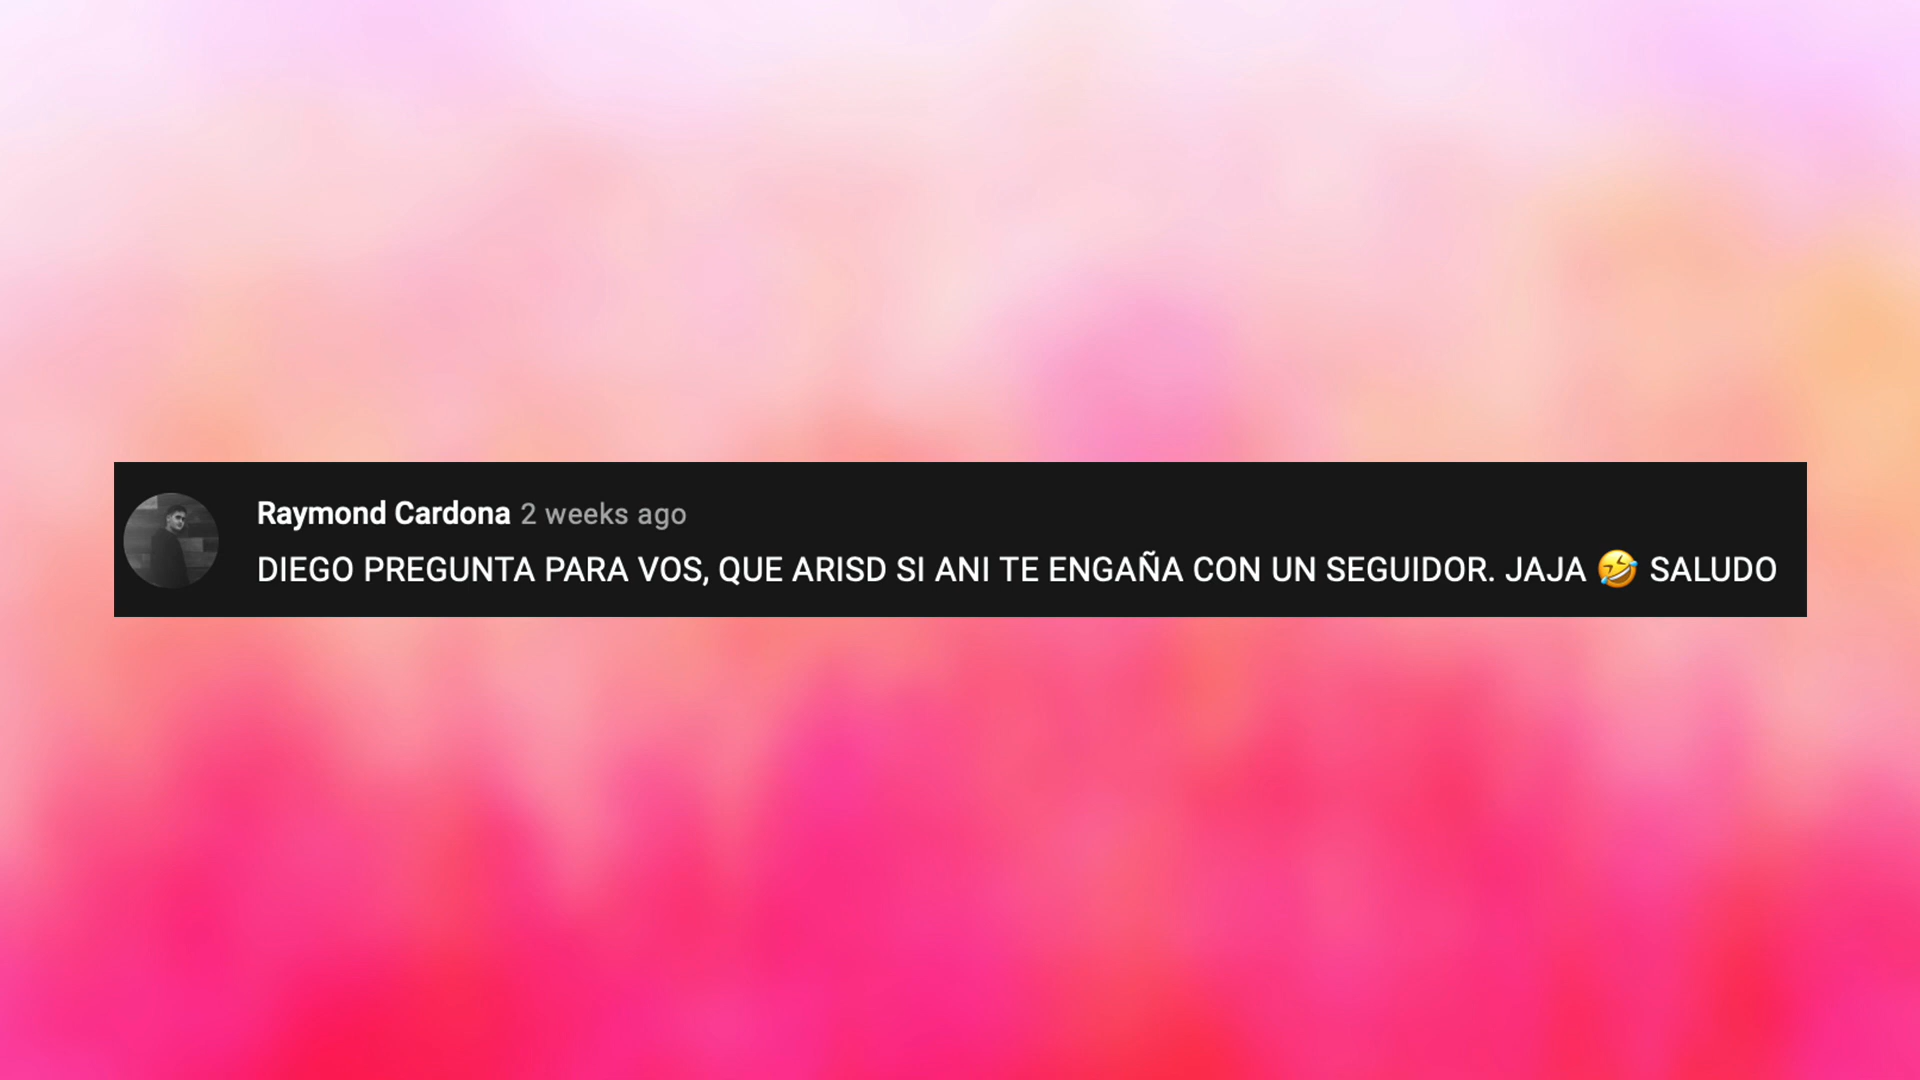 Raymond Cardona 2 weeks ago
DIEGO PREGUNTA PARA VOS, QUE ARISD SI ANI TE ENGAÑA CON UN SEGUIDOR. JAJA 🤣 SALUDO